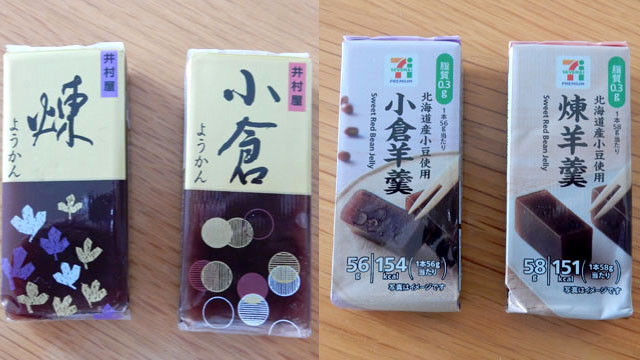 井村屋
煉
ようかん
井村屋
小倉
ようかん
7
SEVEN&i
PREMIUM
脂質0.3g
1本56g当たり
北海道産小豆使用
小倉羊羹
Sweet Red Bean Jelly
56g
154kcal
(1本56g当たり)
写真はイメージです
7
SEVEN&i
PREMIUM
脂質0.3g
1本58g当たり
北海道産小豆使用
煉羊羹
Sweet Red Bean Jelly
58g
151kcal
(1本58g当たり)
写真はイメージです